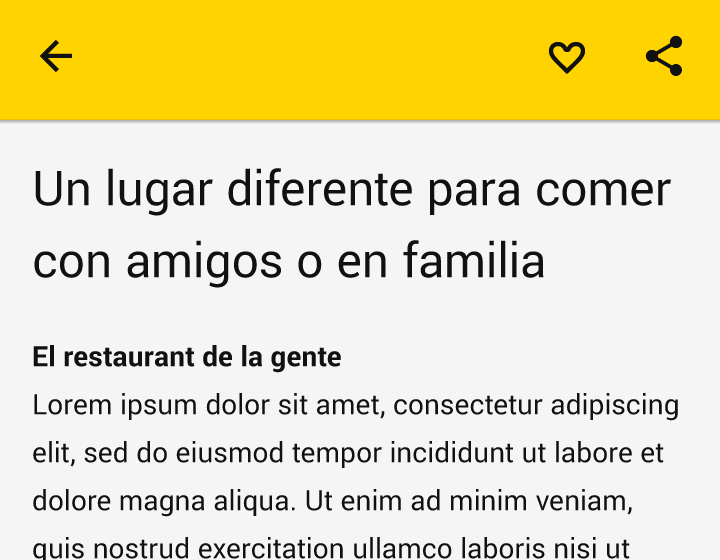 Un lugar diferente para comer
con amigos o en familia
El restaurant de la gente
Lorem ipsum dolor sit amet, consectetur adipiscing
elit, sed do eiusmod tempor incididunt ut labore et
dolore magna aliqua. Ut enim ad minim veniam,
quis nostrud exercitation ullamco laboris nisi ut